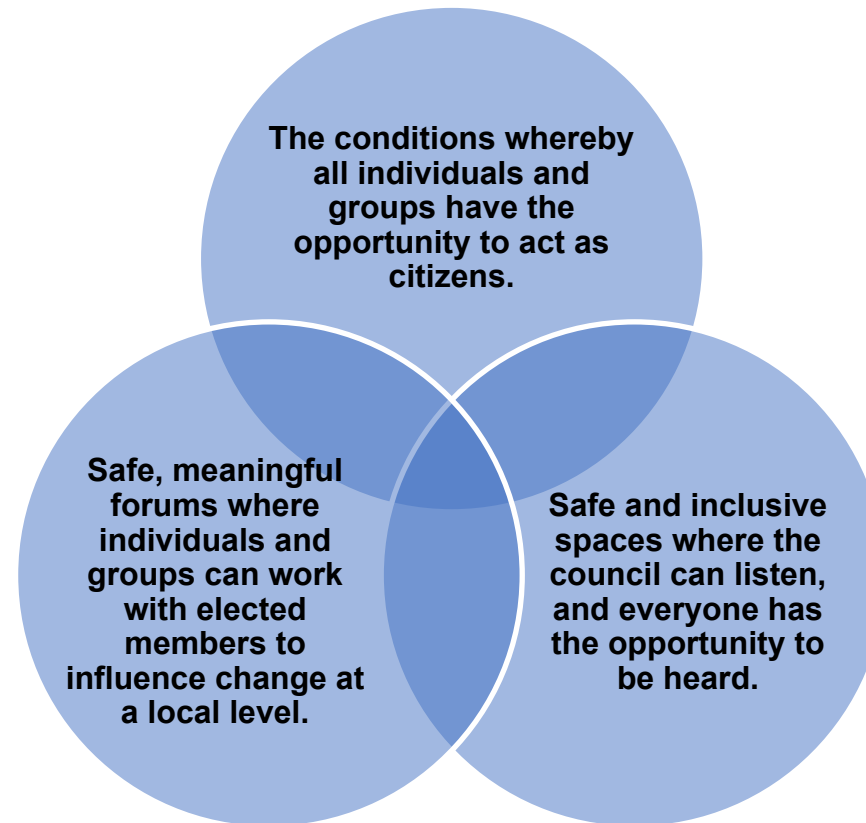 The conditions whereby
all individuals and
groups have the
opportunity to act as
citizens.
Safe, meaningful
forums where
individuals and
groups can work
with elected
members to
influence change at
a local level.
Safe and inclusive
spaces where the
council can listen,
and everyone has
the opportunity to
be heard.